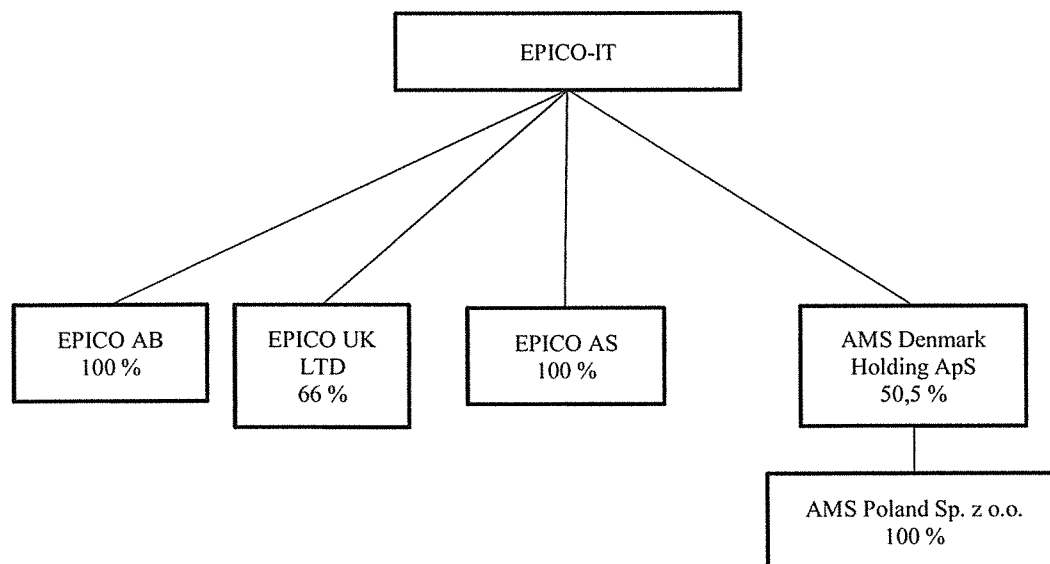 EPICO-IT
EPICO AB
100 %
EPICO UK
LTD
66 %
EPICO AS
100 %
AMS Denmark
Holding ApS
50,5 %
AMS Poland Sp. z o.o.
100 %